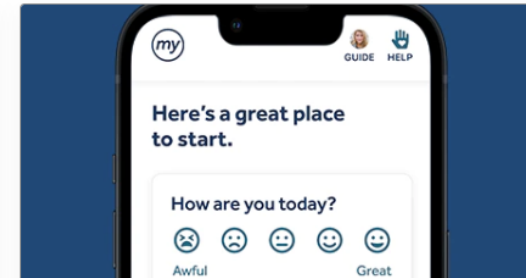 my
GUIDE HELP
Here's a great place
to start.
How are you today?
Awful Great